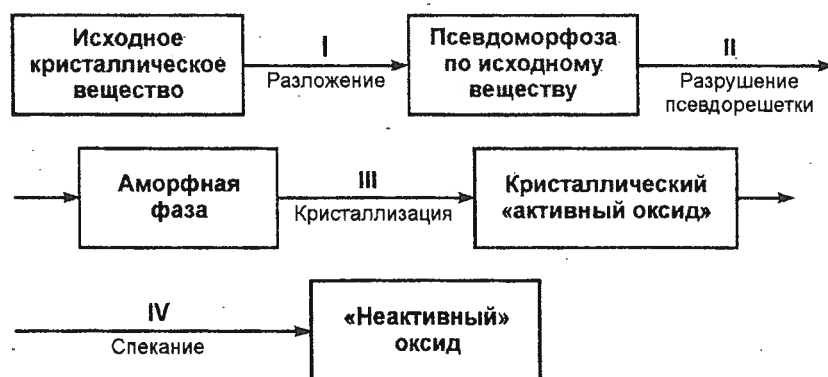 Исходное
кристаллическое
вещество
I
Разложение
Псевдоморфоза
по исходному
веществу
II
Разрушение
псевдорешетки
Аморфная
фаза
III
Кристаллизация
Кристаллический
«активный оксид»
IV
Спекание
«Неактивный»
оксид